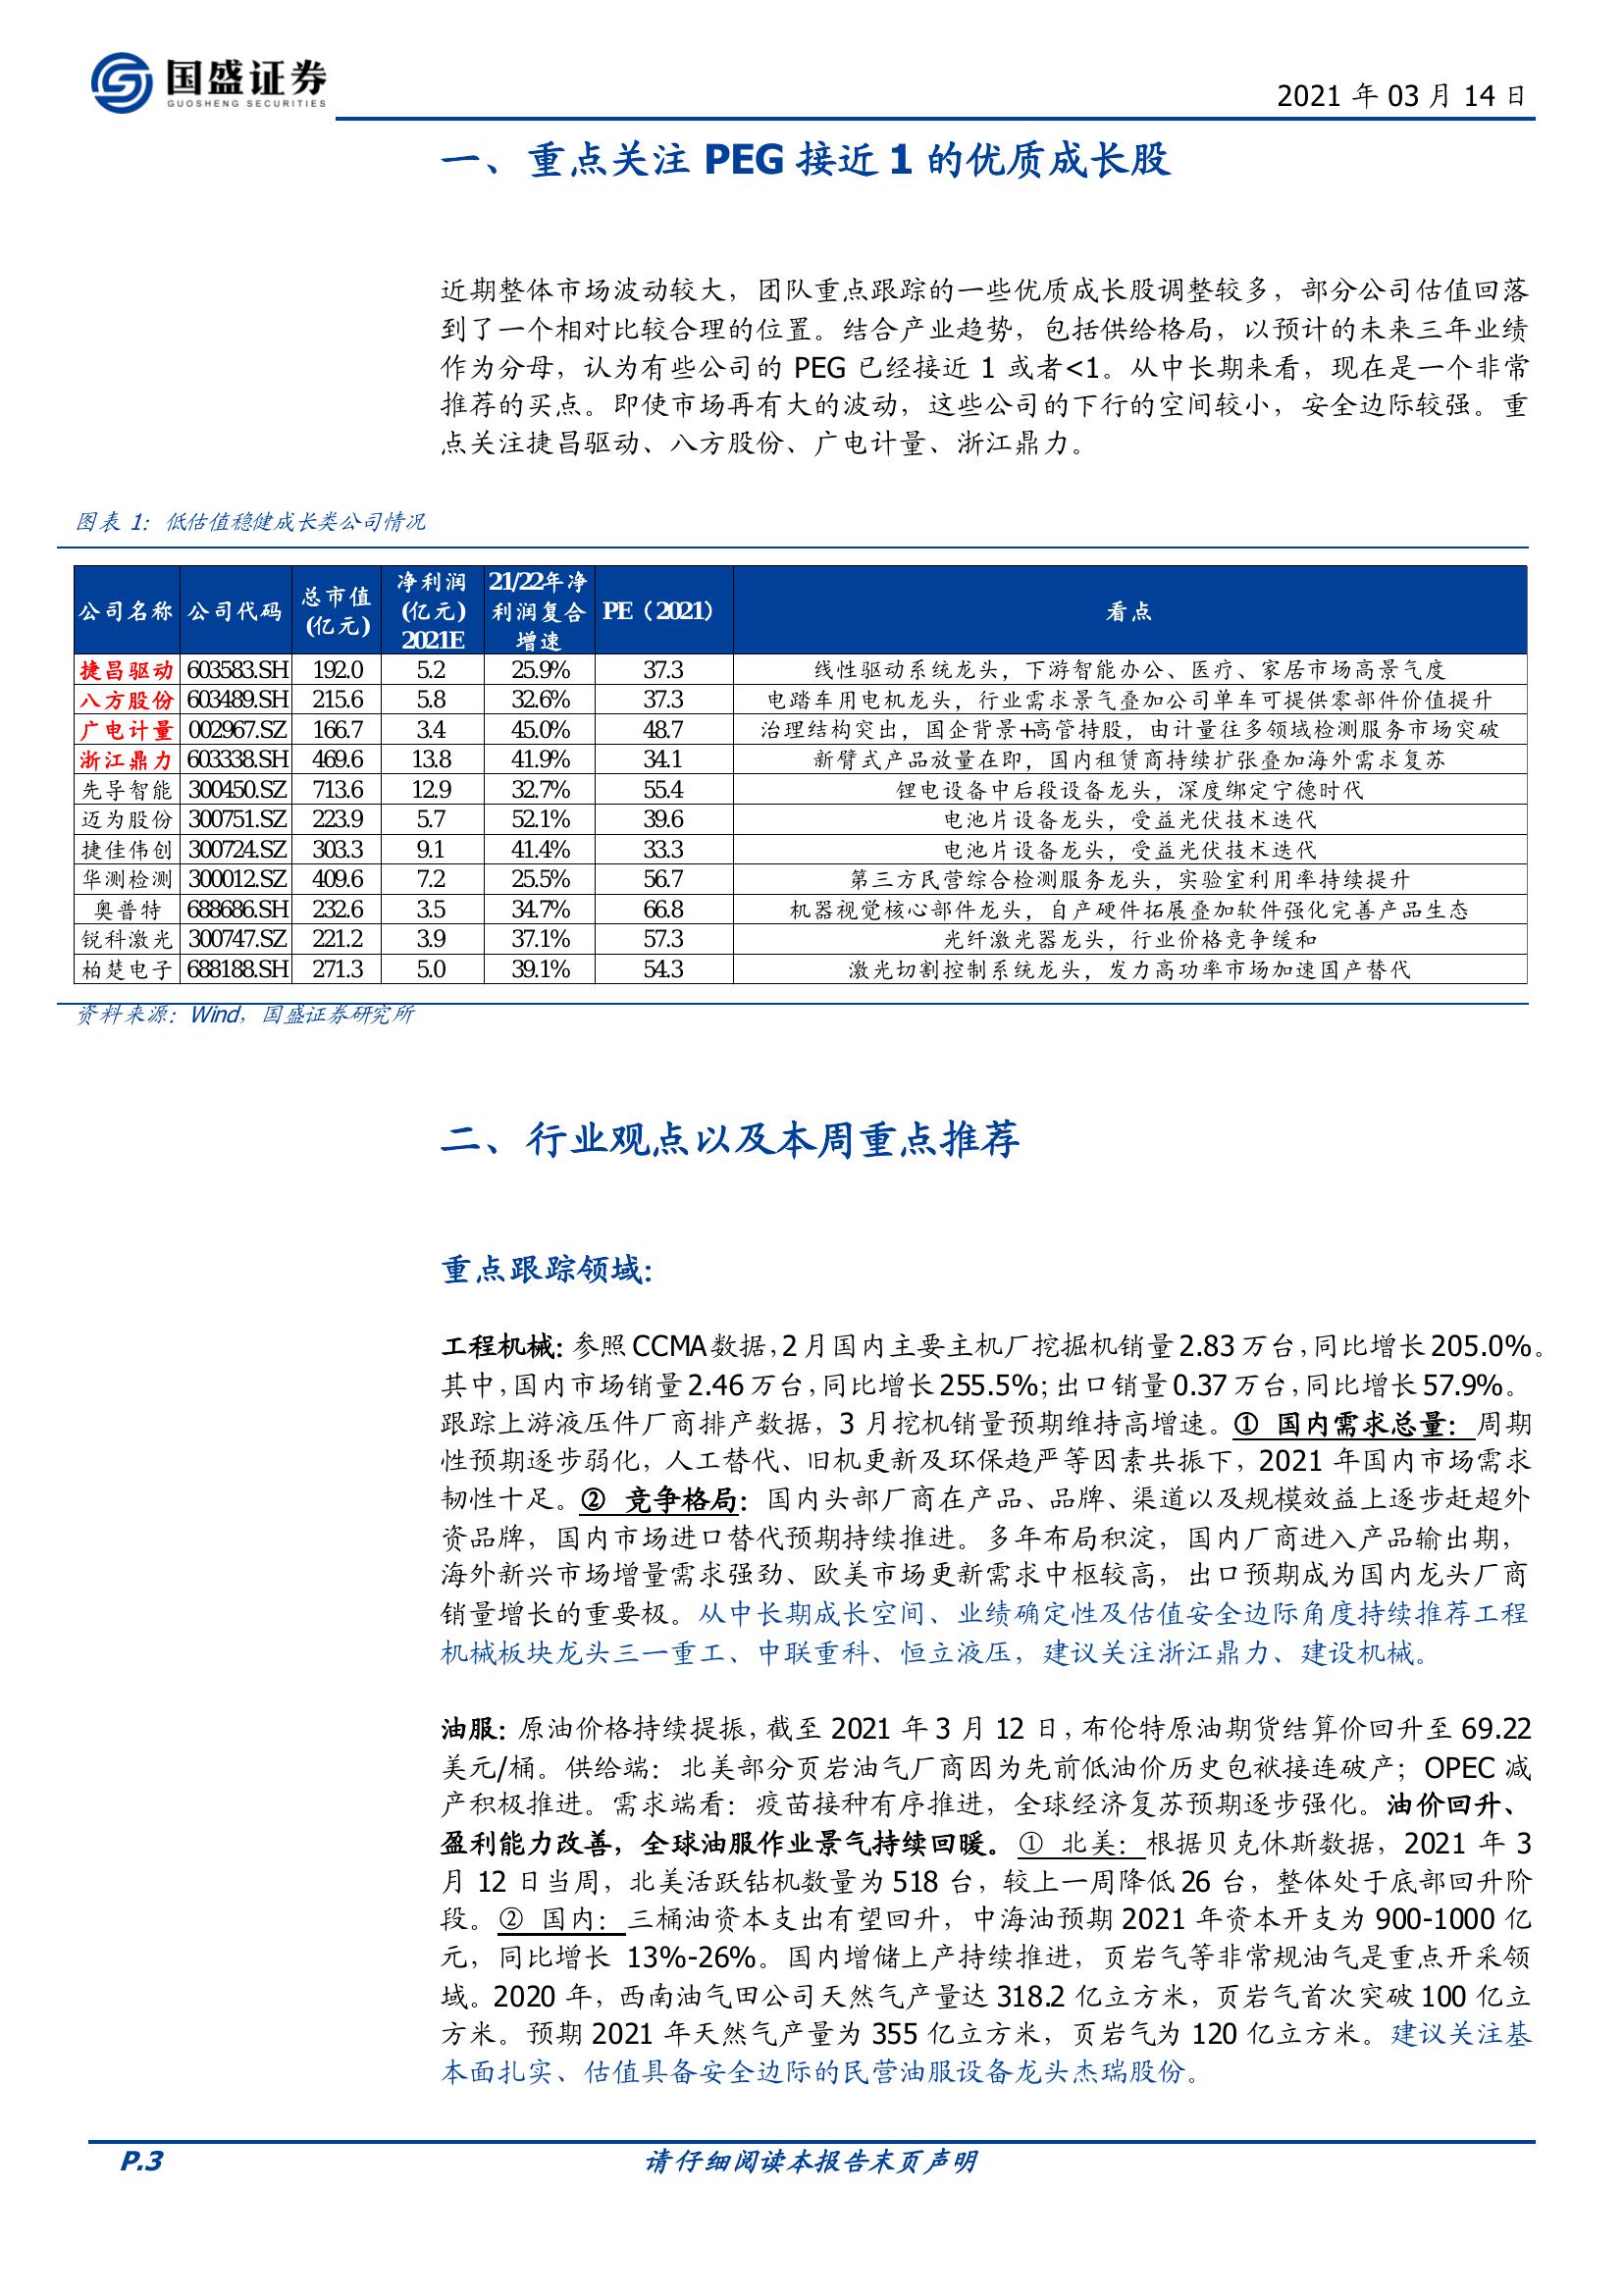 国盛证券
GUOSHENG SECURITIES
2021 年 03 月 14 日
一、重点关注 PEG 接近 1 的优质成长股
近期整体市场波动较大，团队重点跟踪的一些优质成长股调整较多，部分公司估值回落
到了一个相对比较合理的位置。结合产业趋势，包括供给格局，以预计的未来三年业绩
作为分母，认为有些公司的 PEG 已经接近 1 或者<1。从中长期来看，现在是一个非常
推荐的买点。即使市场再有大的波动，这些公司的下行的空间较小，安全边际较强。重
点关注捷昌驱动、八方股份、广电计量、浙江鼎力。
图表 1：低估值稳健成长类公司情况
公司名称 公司代码 总市值(亿元) 净利润(亿元)2021E 21/22年净利润复合增速 PE（2021） 看点
捷昌驱动 603583.SH 192.0 5.2 25.9% 37.3 线性驱动系统龙头，下游智能办公、医疗、家居市场高景气度
八方股份 603489.SH 215.6 5.8 32.6% 37.3 电踏车用电机龙头，行业需求景气叠加公司单车可提供零部件价值提升
广电计量 002967.SZ 166.7 3.4 45.0% 48.7 治理结构突出，国企背景+高管持股，由计量往多领域检测服务市场突破
浙江鼎力 603338.SH 469.6 13.8 41.9% 34.1 新臂式产品放量在即，国内租赁商持续扩张叠加海外需求复苏
先导智能 300450.SZ 713.6 12.9 32.7% 55.4 锂电设备中后段设备龙头，深度绑定宁德时代
迈为股份 300751.SZ 223.9 5.7 52.1% 39.6 电池片设备龙头，受益光伏技术迭代
捷佳伟创 300724.SZ 303.3 9.1 41.4% 33.3 电池片设备龙头，受益光伏技术迭代
华测检测 300012.SZ 409.6 7.2 25.5% 56.7 第三方民营综合检测服务龙头，实验室利用率持续提升
奥普特 688686.SH 232.6 3.5 34.7% 66.8 机器视觉核心部件龙头，自产硬件拓展叠加软件强化完善产品生态
锐科激光 300747.SZ 221.2 3.9 37.1% 57.3 光纤激光器龙头，行业价格竞争缓和
柏楚电子 688188.SH 271.3 5.0 39.1% 54.3 激光切割控制系统龙头，发力高功率市场加速国产替代
资料来源：Wind，国盛证券研究所
二、行业观点以及本周重点推荐
重点跟踪领域：
工程机械：参照 CCMA 数据，2 月国内主要主机厂挖掘机销量 2.83 万台，同比增长 205.0%。
其中，国内市场销量 2.46 万台，同比增长 255.5%；出口销量 0.37 万台，同比增长 57.9%。
跟踪上游液压件厂商排产数据，3 月挖机销量预期维持高增速。① 国内需求总量：周期
性预期逐步弱化，人工替代、旧机更新及环保趋严等因素共振下，2021 年国内市场需求
韧性十足。② 竞争格局：国内头部厂商在产品、品牌、渠道以及规模效益上逐步赶超外
资品牌，国内市场进口替代预期持续推进。多年布局积淀，国内厂商进入产品输出期，
海外新兴市场增量需求强劲、欧美市场更新需求中枢较高，出口预期成为国内龙头厂商
销量增长的重要极。从中长期成长空间、业绩确定性及估值安全边际角度持续推荐工程
机械板块龙头三一重工、中联重科、恒立液压，建议关注浙江鼎力、建设机械。
油服：原油价格持续提振，截至 2021 年 3 月 12 日，布伦特原油期货结算价回升至 69.22
美元/桶。供给端：北美部分页岩油气厂商因为先前低油价历史包袱接连破产；OPEC 减
产积极推进。需求端看：疫苗接种有序推进，全球经济复苏预期逐步强化。油价回升、
盈利能力改善，全球油服作业景气持续回暖。① 北美：根据贝克休斯数据，2021 年 3
月 12 日当周，北美活跃钻机数量为 518 台，较上一周降低 26 台，整体处于底部回升阶
段。② 国内：三桶油资本支出有望回升，中海油预期 2021 年资本开支为 900-1000 亿
元，同比增长 13%-26%。国内增储上产持续推进，页岩气等非常规油气是重点开采领
域。2020 年，西南油气田公司天然气产量达 318.2 亿立方米，页岩气首次突破 100 亿立
方米。预期 2021 年天然气产量为 355 亿立方米，页岩气为 120 亿立方米。建议关注基
本面扎实、估值具备安全边际的民营油服设备龙头杰瑞股份。
P.3
请仔细阅读本报告末页声明